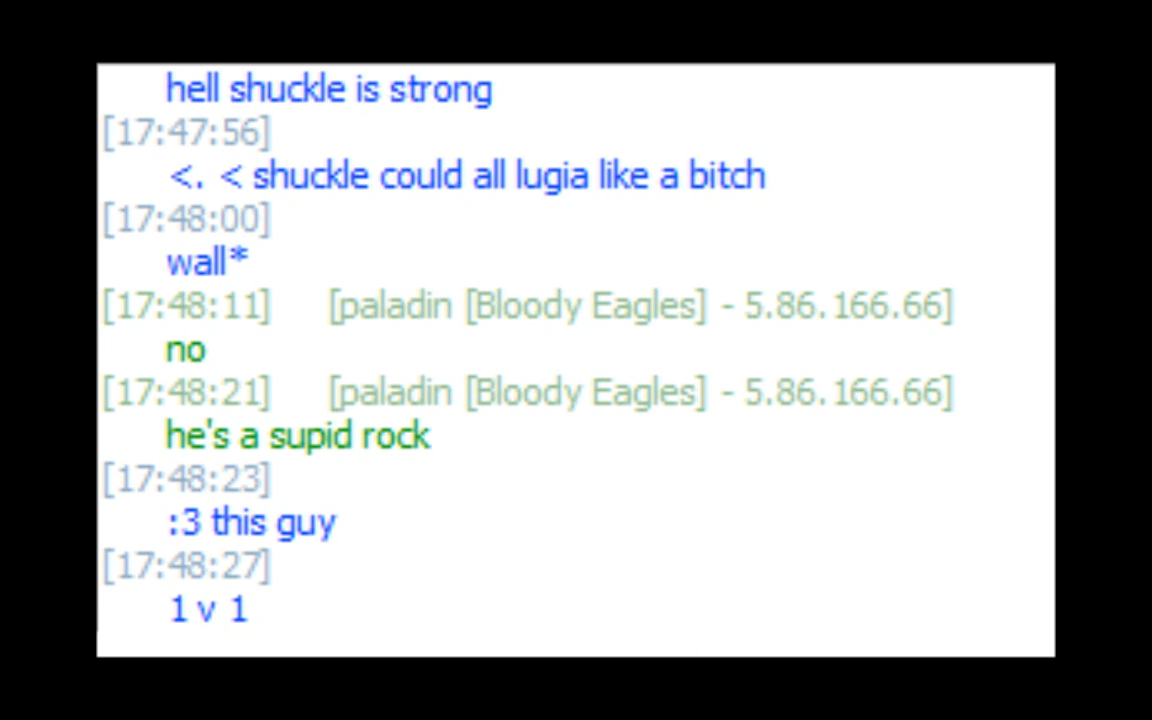 hell shuckle is strong
[17:47:56]
<. < shuckle could all lugia like a bitch
[17:48:00]
wall*
[17:48:11] [paladin [Bloody Eagles] - 5.86.166.66]
no
[17:48:21] [paladin [Bloody Eagles] - 5.86.166.66]
he's a supid rock
[17:48:23]
:3 this guy
[17:48:27]
1 v 1